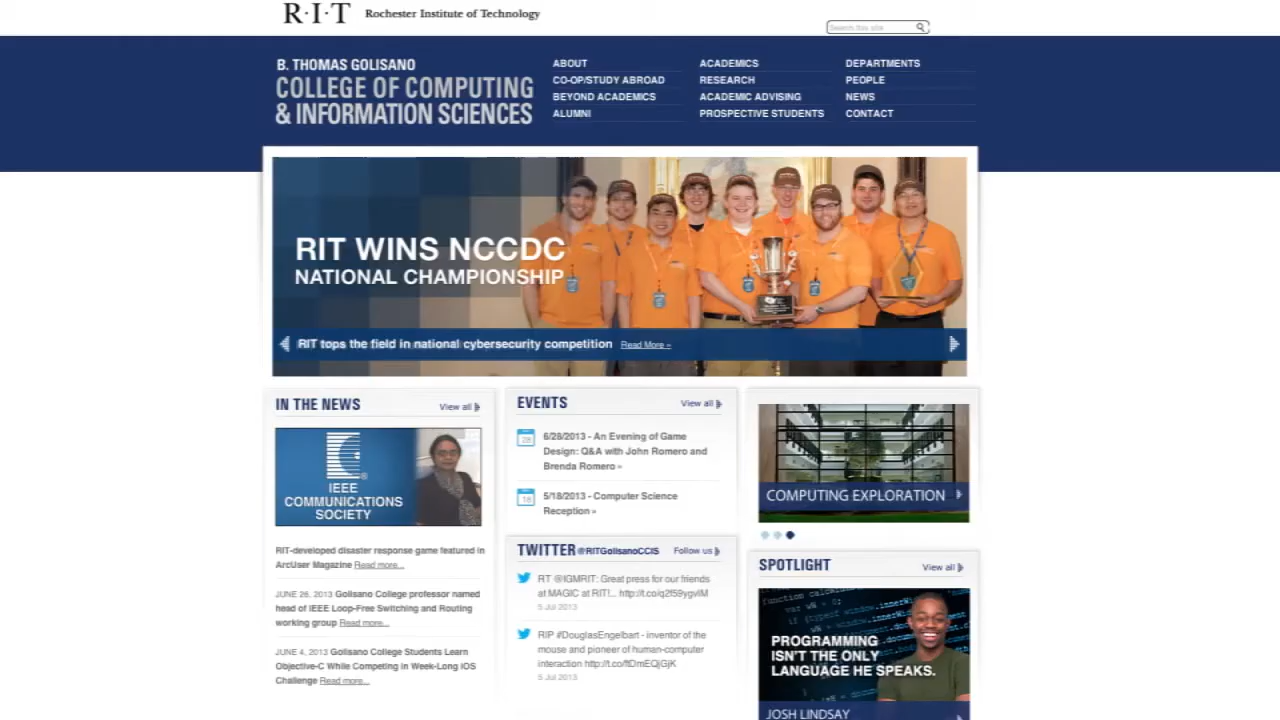 R·I·T Rochester Institute of Technology
Search this site
B. THOMAS GOLISANO
COLLEGE OF COMPUTING
& INFORMATION SCIENCES
ABOUT
CO-OP/STUDY ABROAD
BEYOND ACADEMICS
ALUMNI
ACADEMICS
RESEARCH
ACADEMIC ADVISING
PROSPECTIVE STUDENTS
DEPARTMENTS
PEOPLE
NEWS
CONTACT
RIT WINS NCCDC
NATIONAL CHAMPIONSHIP
RIT tops the field in national cybersecurity competition Read More »
IN THE NEWS View all
IEEE
COMMUNICATIONS
SOCIETY
RIT-developed disaster response game featured in
ArcUser Magazine Read more...
JUNE 26, 2013 Golisano College professor named
head of IEEE Loop-Free Switching and Routing
working group Read more...
JUNE 4, 2013 Golisano College Students Learn
Objective-C While Competing in Week-Long iOS
Challenge Read more...
EVENTS View all
28
6/28/2013 - An Evening of Game
Design: Q&A with John Romero and
Brenda Romero »
18
5/18/2013 - Computer Science
Reception »
TWITTER @RITGolisanoCCIS Follow us
RT @IGMRIT: Great press for our friends
at MAGIC at RIT!... 
5 Jul 2013
RIP #DouglasEngelbart - inventor of the
mouse and pioneer of human-computer
interaction
5 Jul 2013
COMPUTING EXPLORATION
SPOTLIGHT View all
PROGRAMMING
ISN'T THE ONLY
LANGUAGE HE SPEAKS.
JOSH LINDSAY